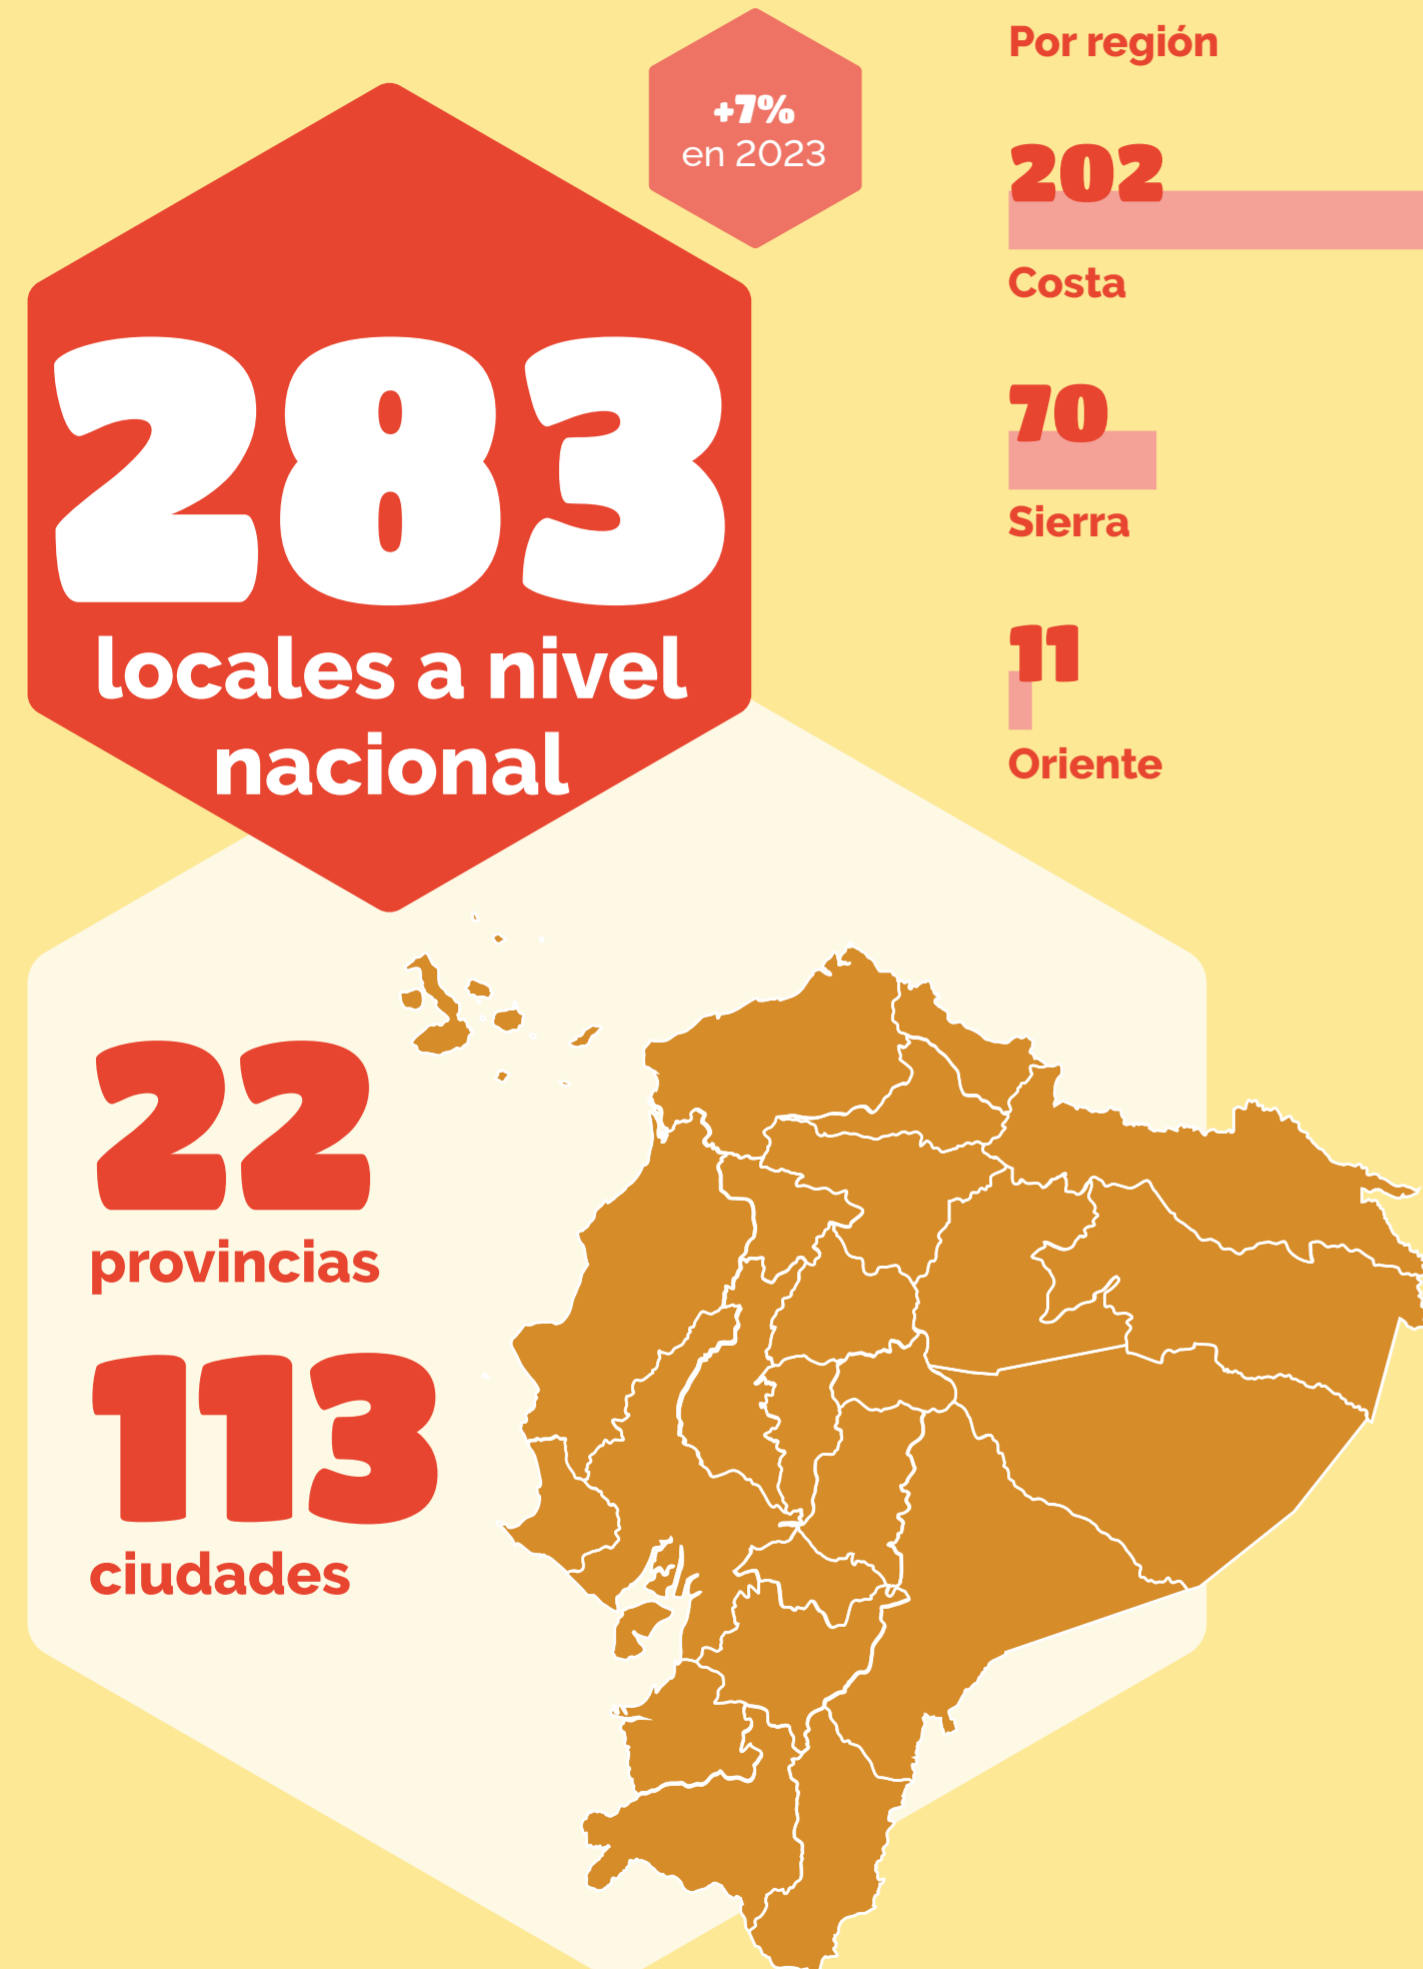 +7%
en 2023
283
locales a nivel
nacional
Por región
202
Costa
70
Sierra
11
Oriente
22
provincias
113
ciudades